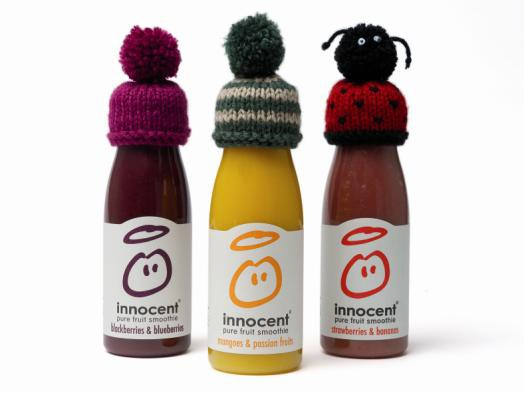 innocent®
pure fruit smoothie
blackberries & blueberries
innocent®
pure fruit smoothie
mangoes & passion fruits
innocent®
pure fruit smoothie
strawberries & bananas